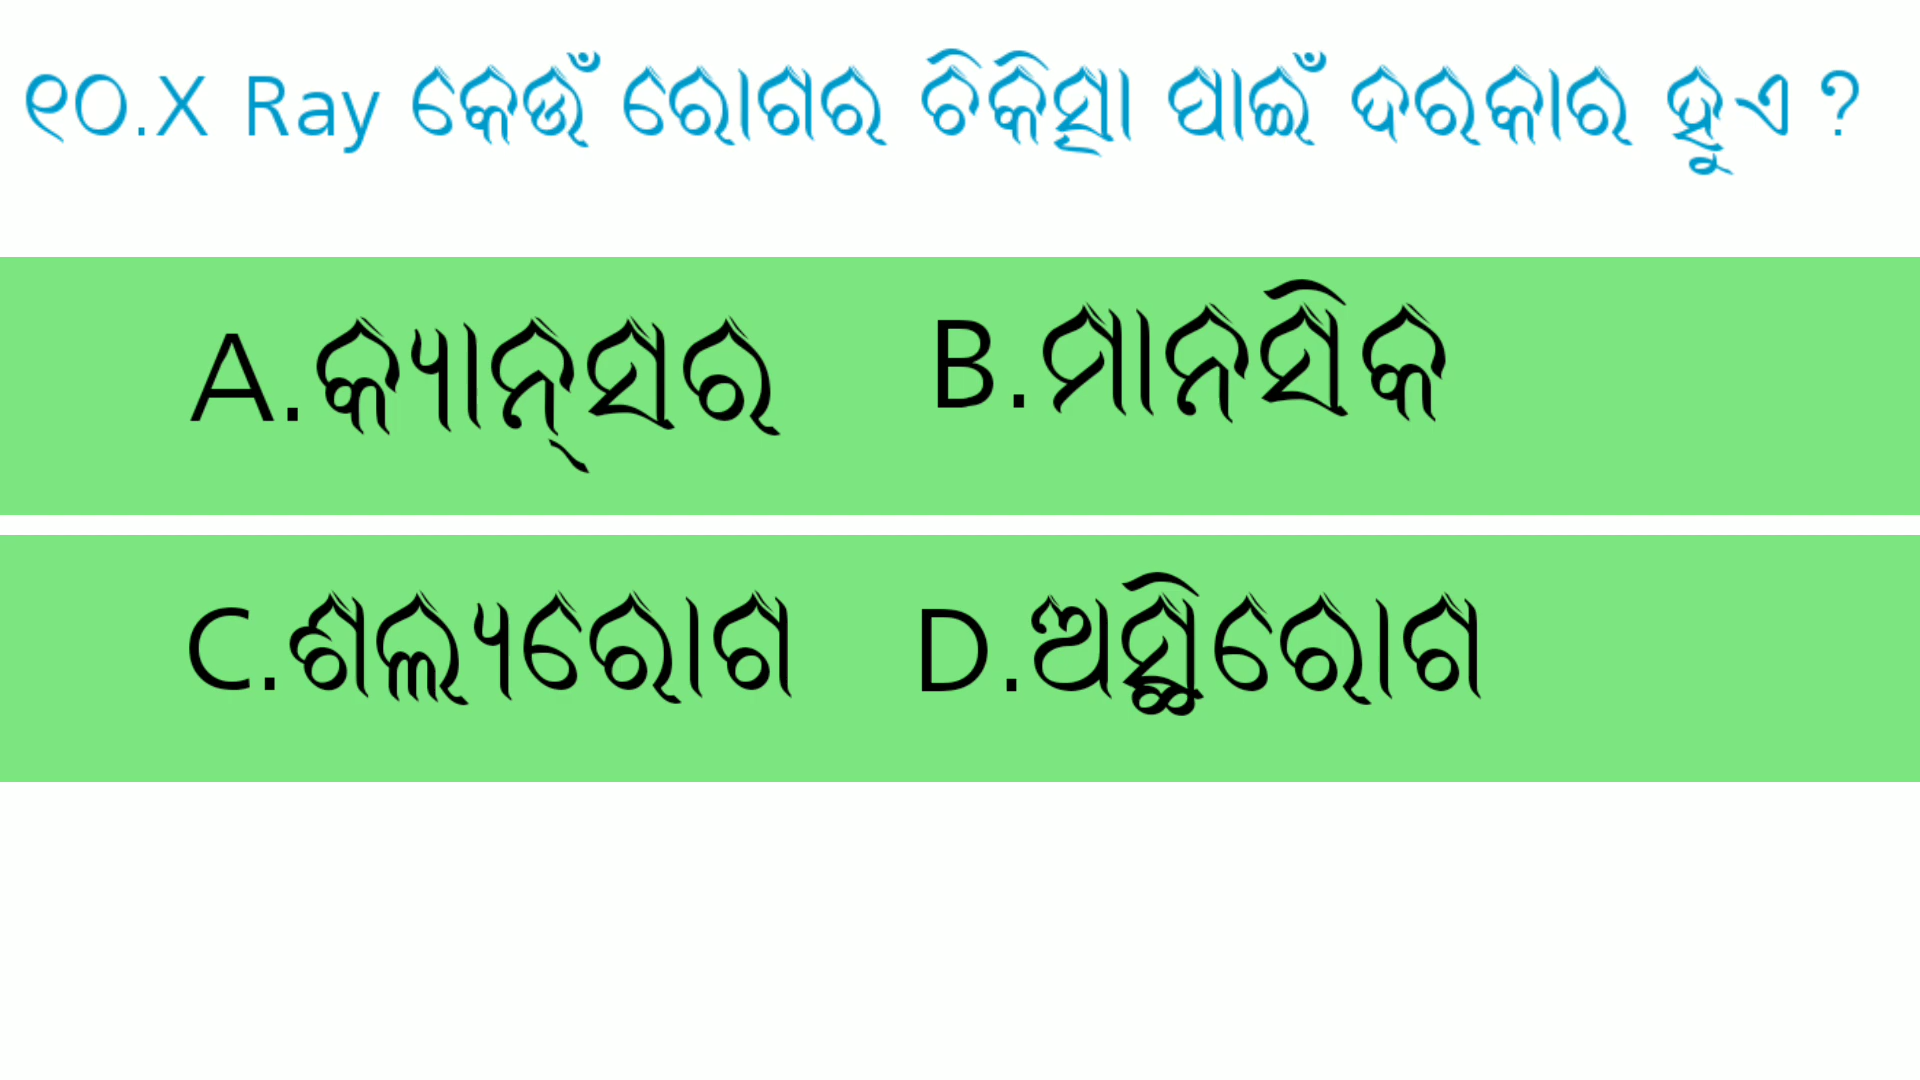 ୧୦.X Ray କେଉଁ ରୋଗର ଚିକିତ୍ସା ପାଇଁ ଦରକାର ହୁଏ ?
A.କ୍ୟାନ୍‌ସର B.ମାନସିକ
C.ଶଲ୍ୟରୋଗ D.ଅସ୍ଥିରୋଗ